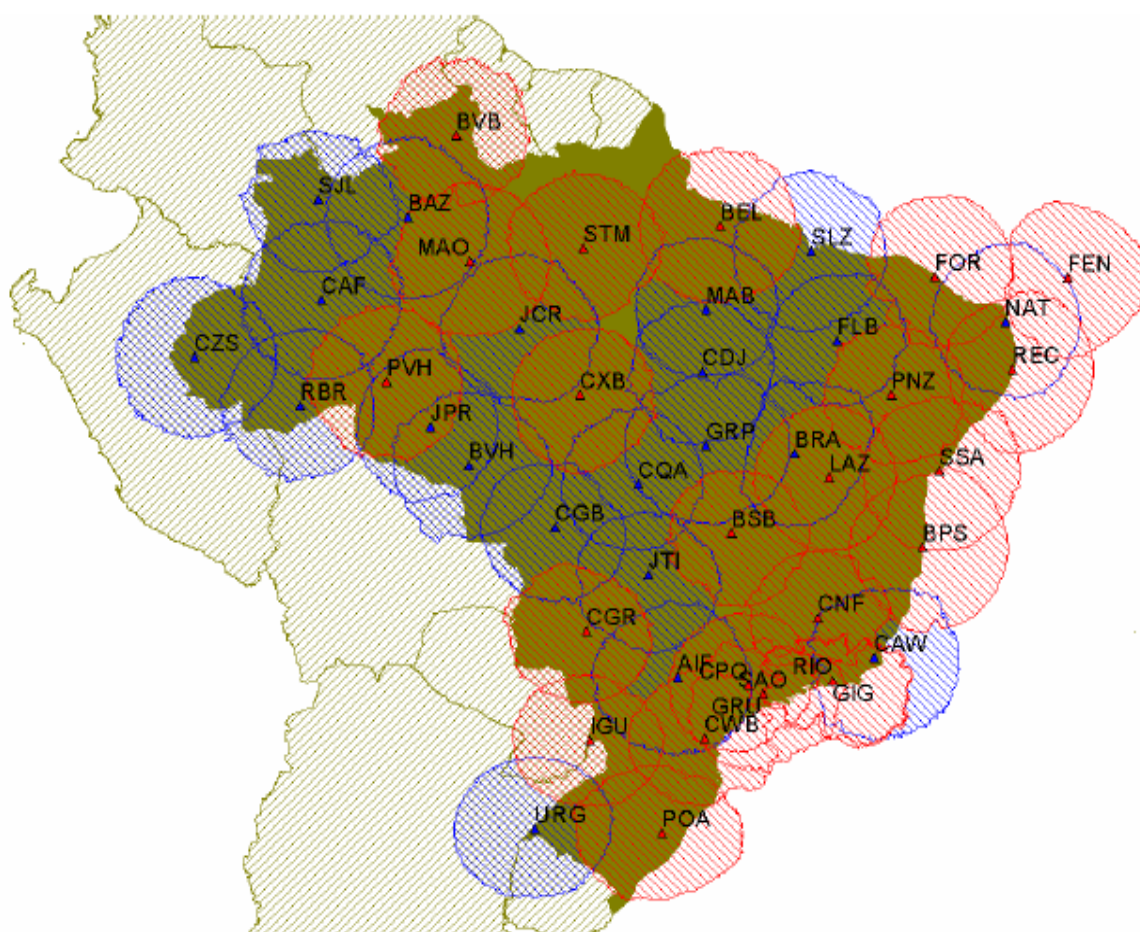 BVB
SJL
BAZ
BEL
MAO
STM
SLZ
FOR
FEN
CAF
MAB
NAT
JCR
FLB
CZS
CDJ
REC
PVH
CXB
PNZ
RBR
JPR
GRP
BRA
BVH
CQA
LAZ
SSA
CGB
BSB
BPS
JTI
CGR
CNF
CAW
AIF
CPQ
SAO
RIO
GIG
GRU
IGU
CWB
URG
POA